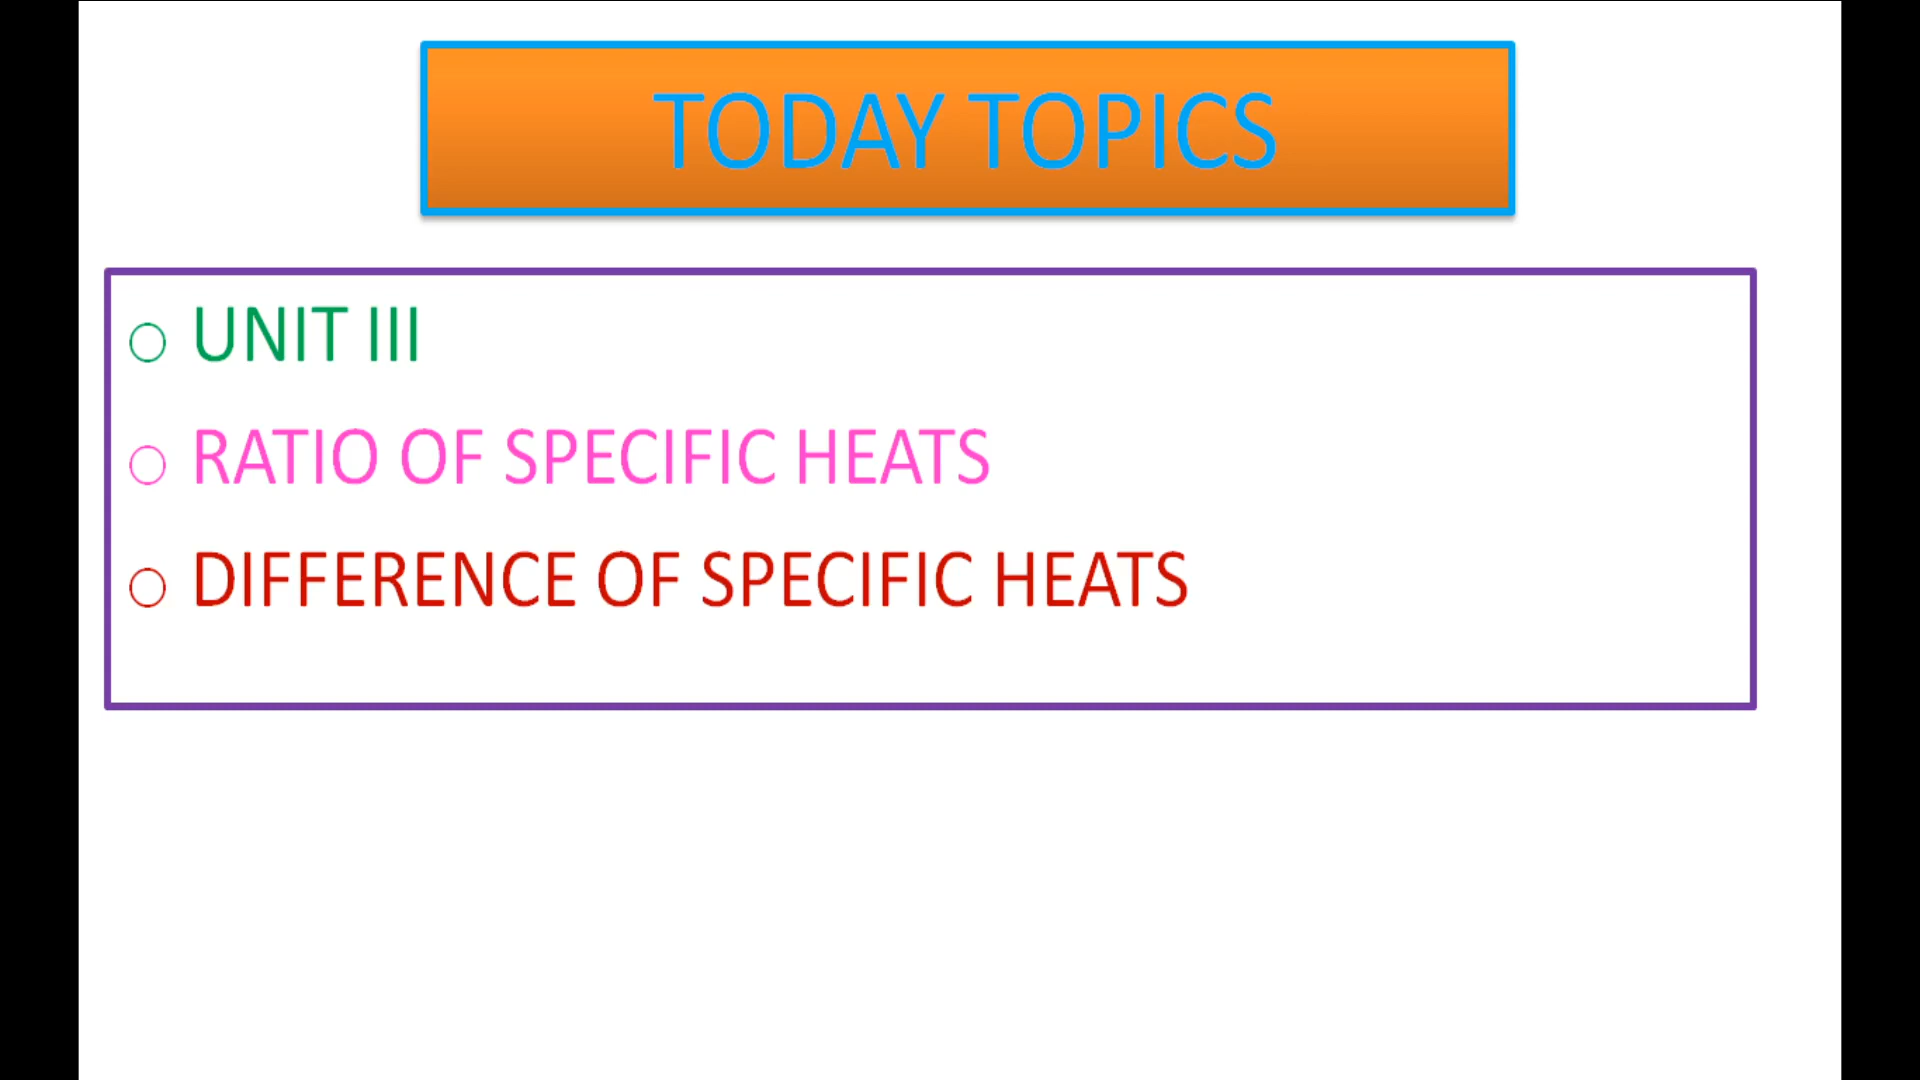 TODAY TOPICS
UNIT III
RATIO OF SPECIFIC HEATS
DIFFERENCE OF SPECIFIC HEATS